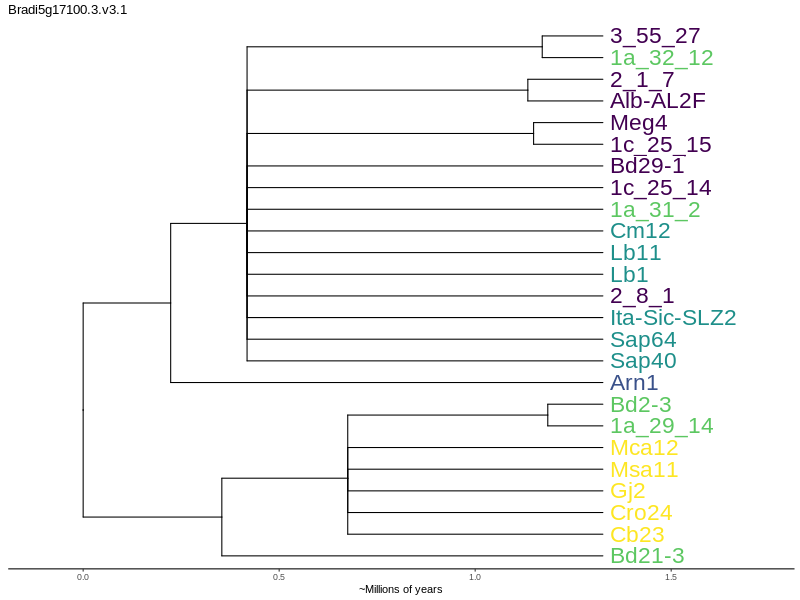 Bradi5g17100.3.v3.1
3_55_27
1a_32_12
2_1_7
Alb-AL2F
Meg4
1c_25_15
Bd29-1
1c_25_14
1a_31_2
Cm12
Lb11
Lb1
2_8_1
Ita-Sic-SLZ2
Sap64
Sap40
Arn1
Bd2-3
1a_29_14
Mca12
Msa11
Gj2
Cro24
Cb23
Bd21-3
0.0 0.5 1.0 1.5
~Millions of years